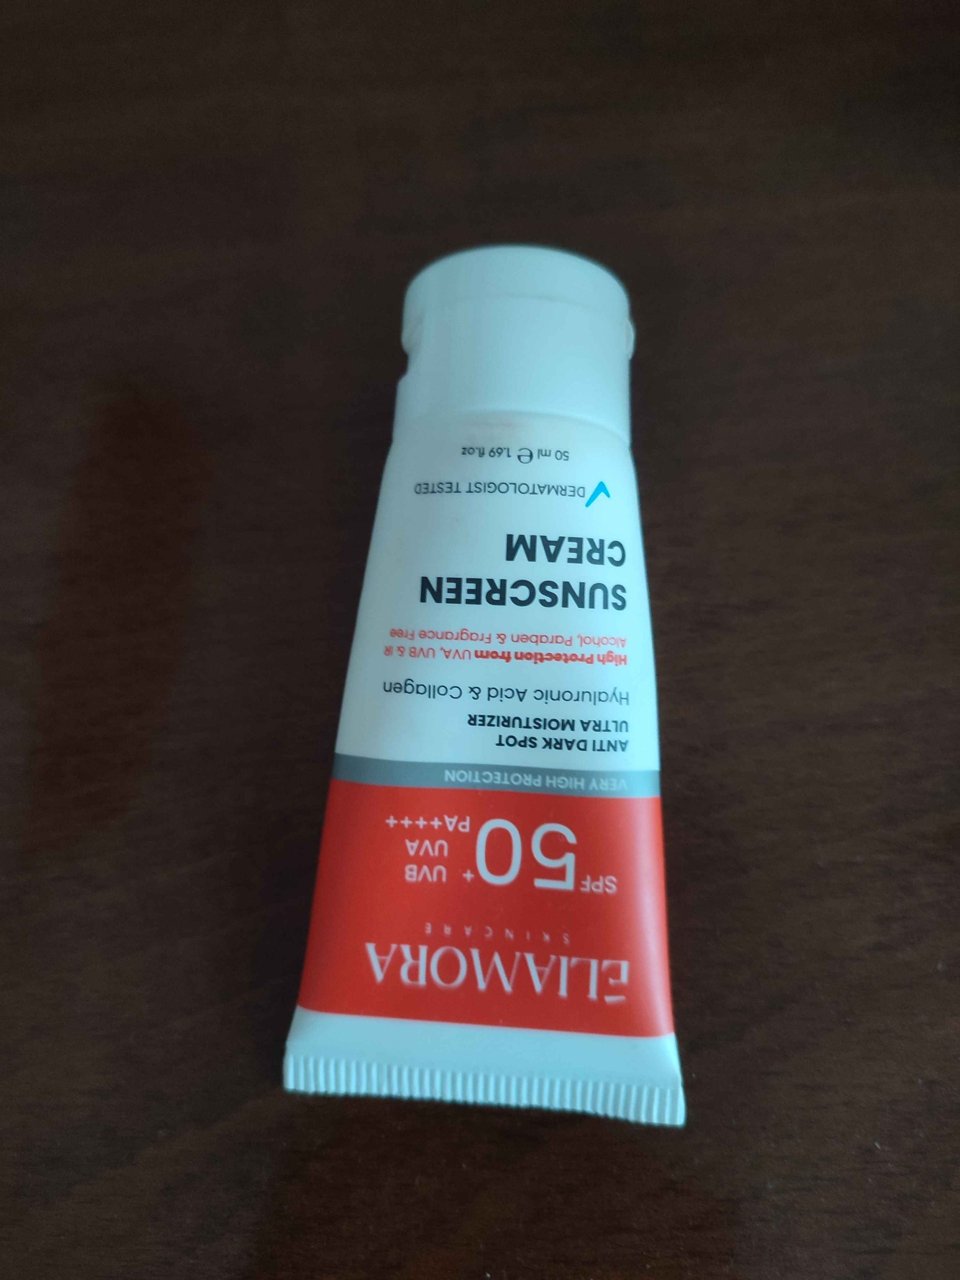 ĒLIAMORA
SKINCARE
SPF 50+ UVB
UVA
PA++++
VERY HIGH PROTECTION
ANTI DARK SPOT
ULTRA MOISTURIZER
Hyaluronic Acid & Collagen
High Protection from UVA, UVB & IR
Alcohol, Paraben & Fragrance Free
SUNSCREEN
CREAM
DERMATOLOGIST TESTED
50 ml ℮ 1.69 fl.oz